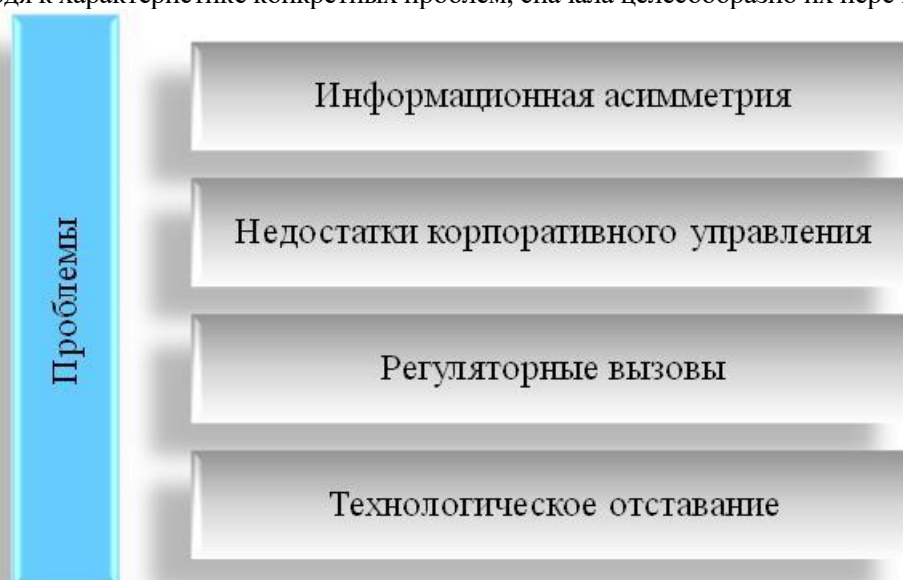 к характеристике конкретных проблем, сначала целесообразно их
Проблемы
Информационная асимметрия
Недостатки корпоративного управления
Регуляторные вызовы
Технологическое отставание